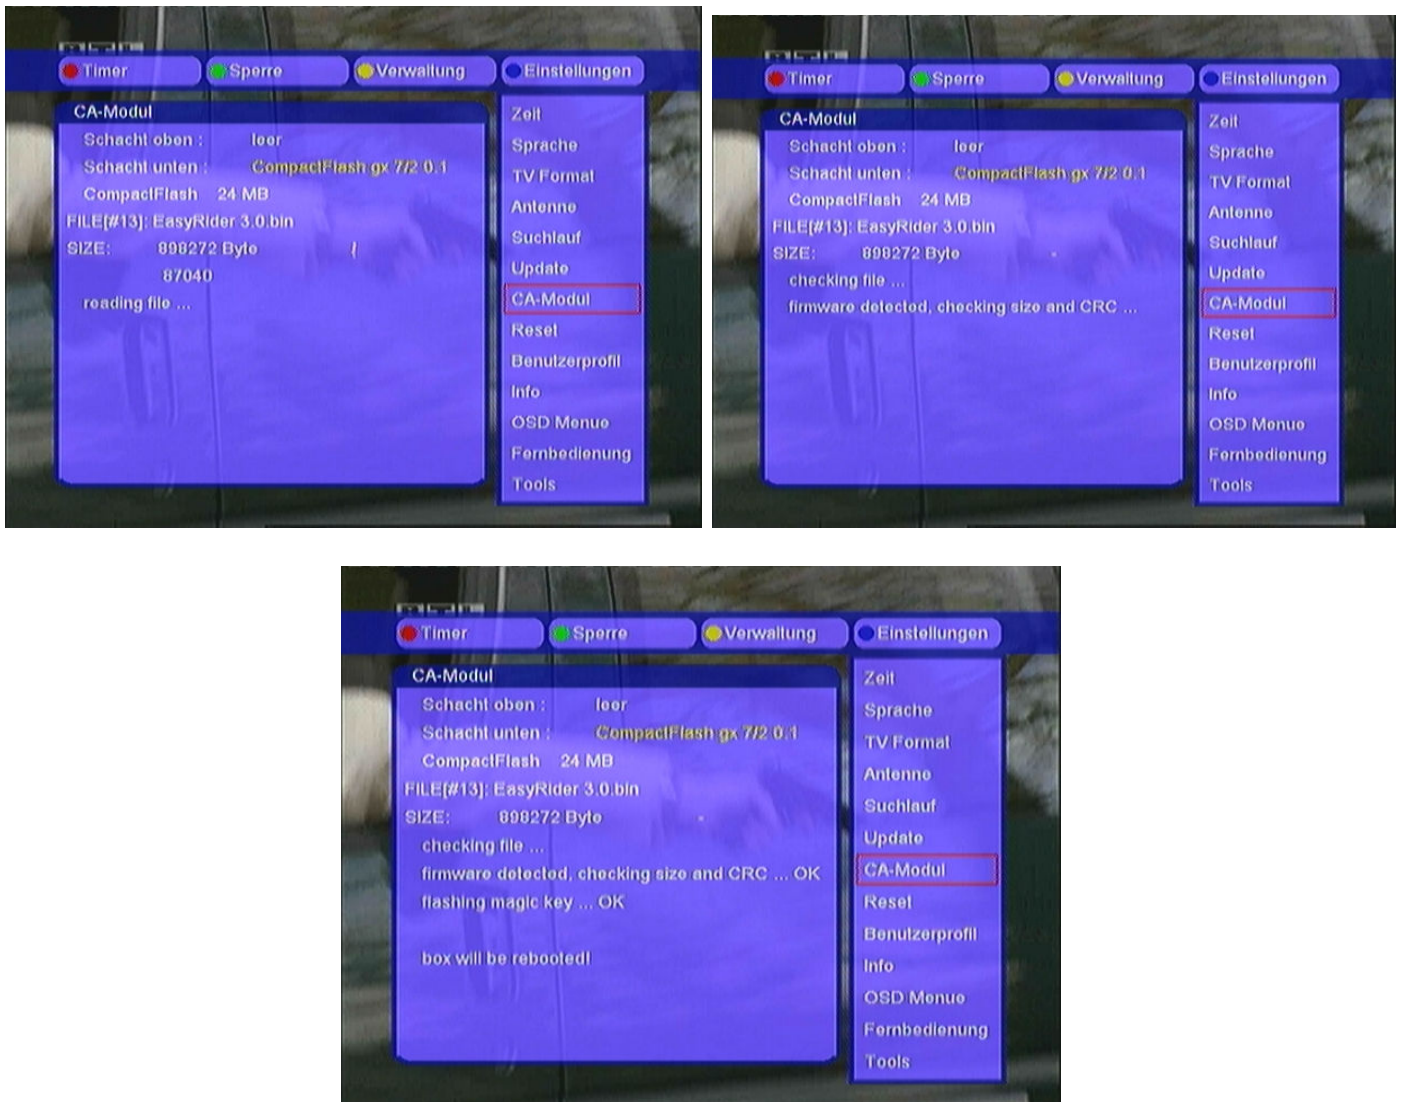 Timer Sperre Verwaltung Einstellungen
CA-Modul
Schacht oben : leer
Schacht unten : CompactFlash gx 7/2 0.1
CompactFlash 24 MB
FILE[#13]: EasyRider 3.0.bin
SIZE: 898272 Byte
87040
reading file ...
Zeit
Sprache
TV Format
Antenne
Suchlauf
Update
CA-Modul
Reset
Benutzerprofil
Info
OSD Menue
Fernbedienung
Tools
Timer Sperre Verwaltung Einstellungen
CA-Modul
Schacht oben : leer
Schacht unten : CompactFlash gx 7/2 0.1
CompactFlash 24 MB
FILE[#13]: EasyRider 3.0.bin
SIZE: 898272 Byte -
checking file ...
firmware detected, checking size and CRC ...
Zeit
Sprache
TV Format
Antenne
Suchlauf
Update
CA-Modul
Reset
Benutzerprofil
Info
OSD Menue
Fernbedienung
Tools
Timer Sperre Verwaltung Einstellungen
CA-Modul
Schacht oben : leer
Schacht unten : CompactFlash gx 7/2 0.1
CompactFlash 24 MB
FILE[#13]: EasyRider 3.0.bin
SIZE: 898272 Byte -
checking file ...
firmware detected, checking size and CRC ... OK
flashing magic key ... OK
box will be rebooted!
Zeit
Sprache
TV Format
Antenne
Suchlauf
Update
CA-Modul
Reset
Benutzerprofil
Info
OSD Menue
Fernbedienung
Tools